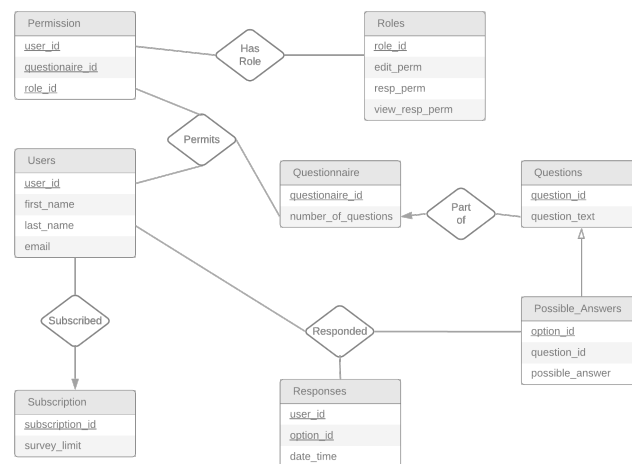 Permission
user_id
questionaire_id
role_id
Has
Role
Roles
role_id
edit_perm
resp_perm
view_resp_perm
Permits
Users
user_id
first_name
last_name
email
Questionnaire
questionaire_id
number_of_questions
Part
of
Questions
question_id
question_text
Subscribed
Responded
Possible_Answers
option_id
question_id
possible_answer
Subscription
subscription_id
survey_limit
Responses
user_id
option_id
date_time